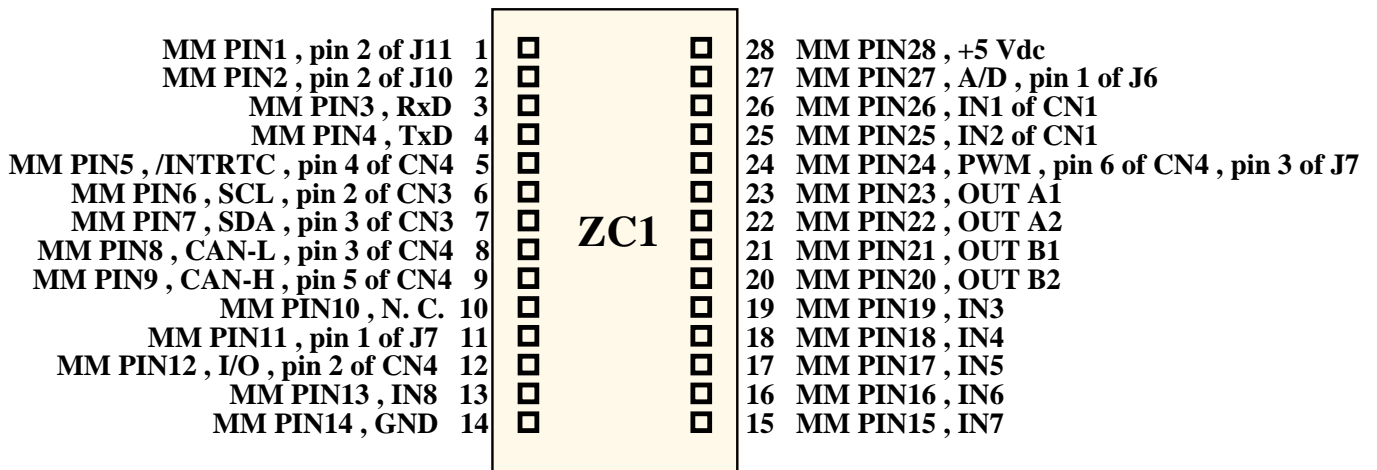 MM PIN1 , pin 2 of J11 1
MM PIN2 , pin 2 of J10 2
MM PIN3 , RxD 3
MM PIN4 , TxD 4
MM PIN5 , /INTRTC , pin 4 of CN4 5
MM PIN6 , SCL , pin 2 of CN3 6
MM PIN7 , SDA , pin 3 of CN3 7
MM PIN8 , CAN-L , pin 3 of CN4 8
MM PIN9 , CAN-H , pin 5 of CN4 9
MM PIN10 , N. C. 10
MM PIN11 , pin 1 of J7 11
MM PIN12 , I/O , pin 2 of CN4 12
MM PIN13 , IN8 13
MM PIN14 , GND 14
ZC1
28 MM PIN28 , +5 Vdc
27 MM PIN27 , A/D , pin 1 of J6
26 MM PIN26 , IN1 of CN1
25 MM PIN25 , IN2 of CN1
24 MM PIN24 , PWM , pin 6 of CN4 , pin 3 of J7
23 MM PIN23 , OUT A1
22 MM PIN22 , OUT A2
21 MM PIN21 , OUT B1
20 MM PIN20 , OUT B2
19 MM PIN19 , IN3
18 MM PIN18 , IN4
17 MM PIN17 , IN5
16 MM PIN16 , IN6
15 MM PIN15 , IN7